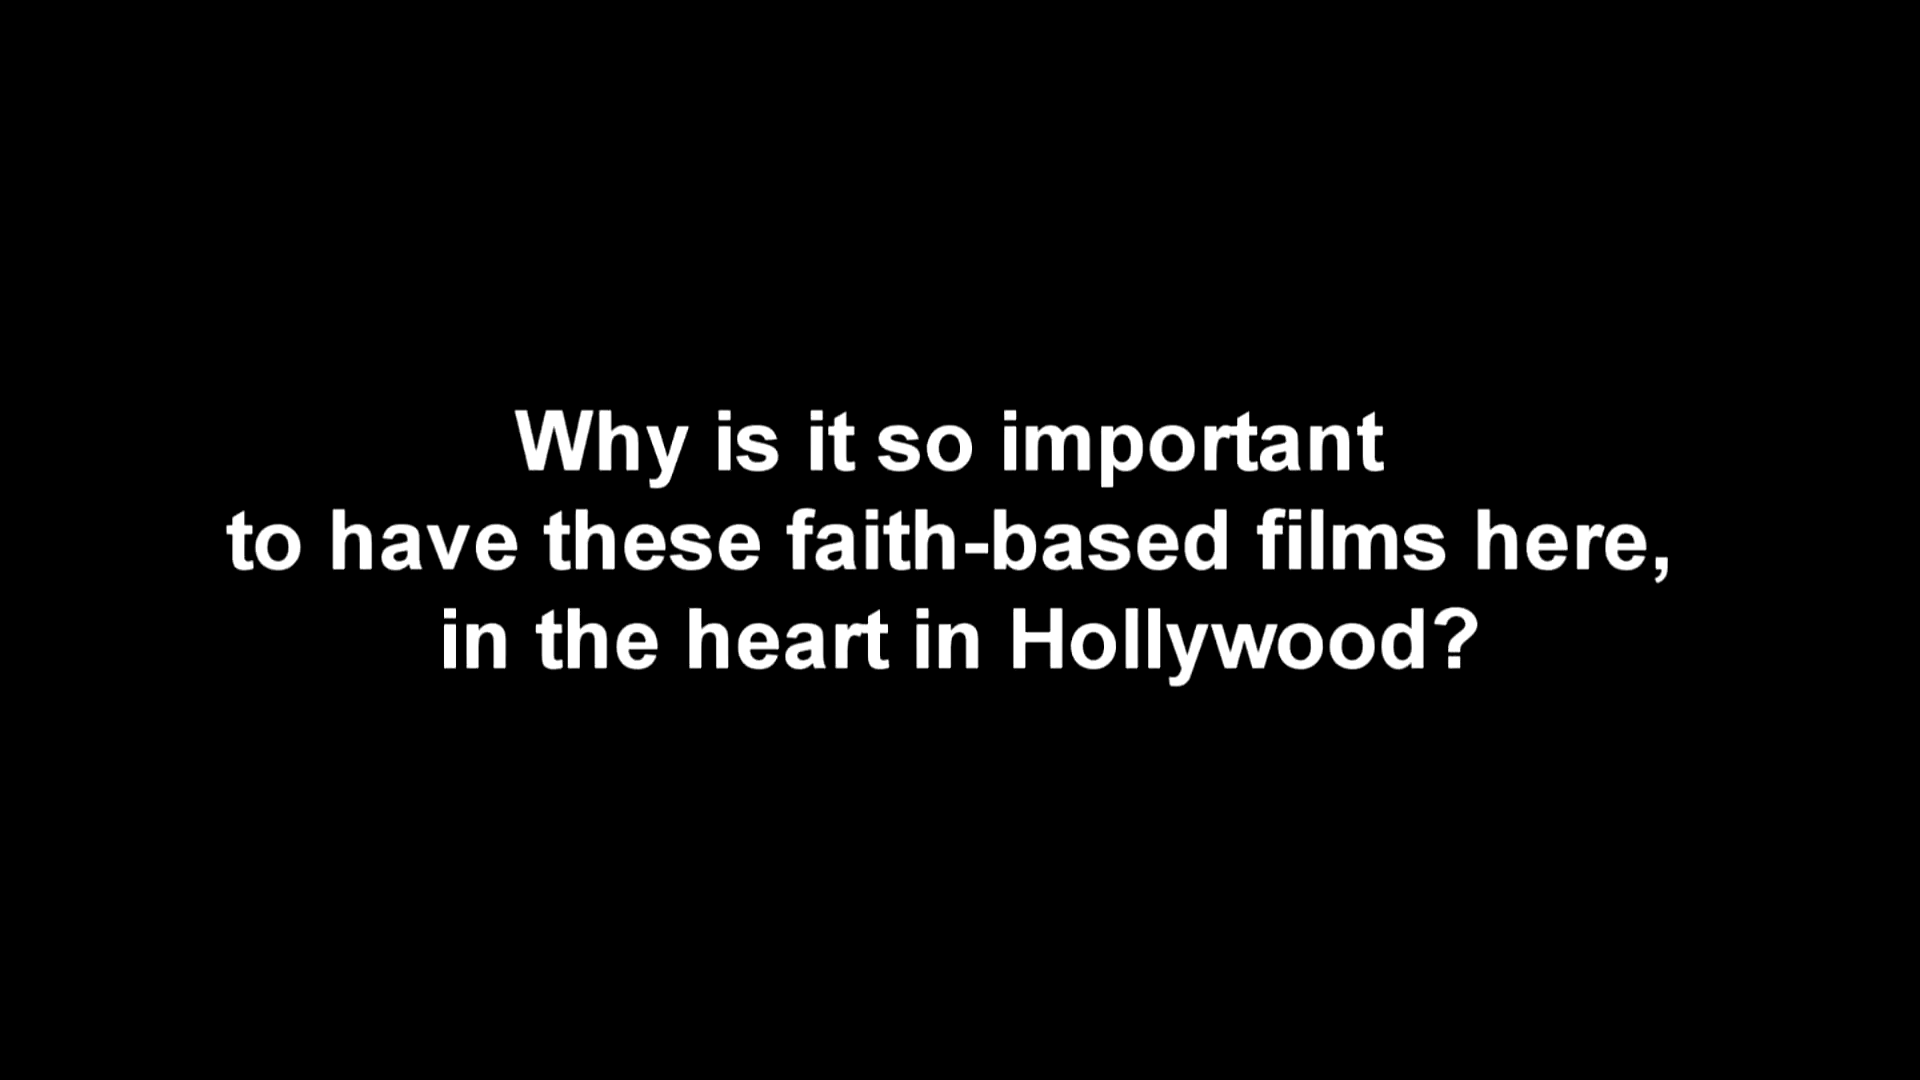 Why is it so important
to have these faith-based films here,
in the heart in Hollywood?